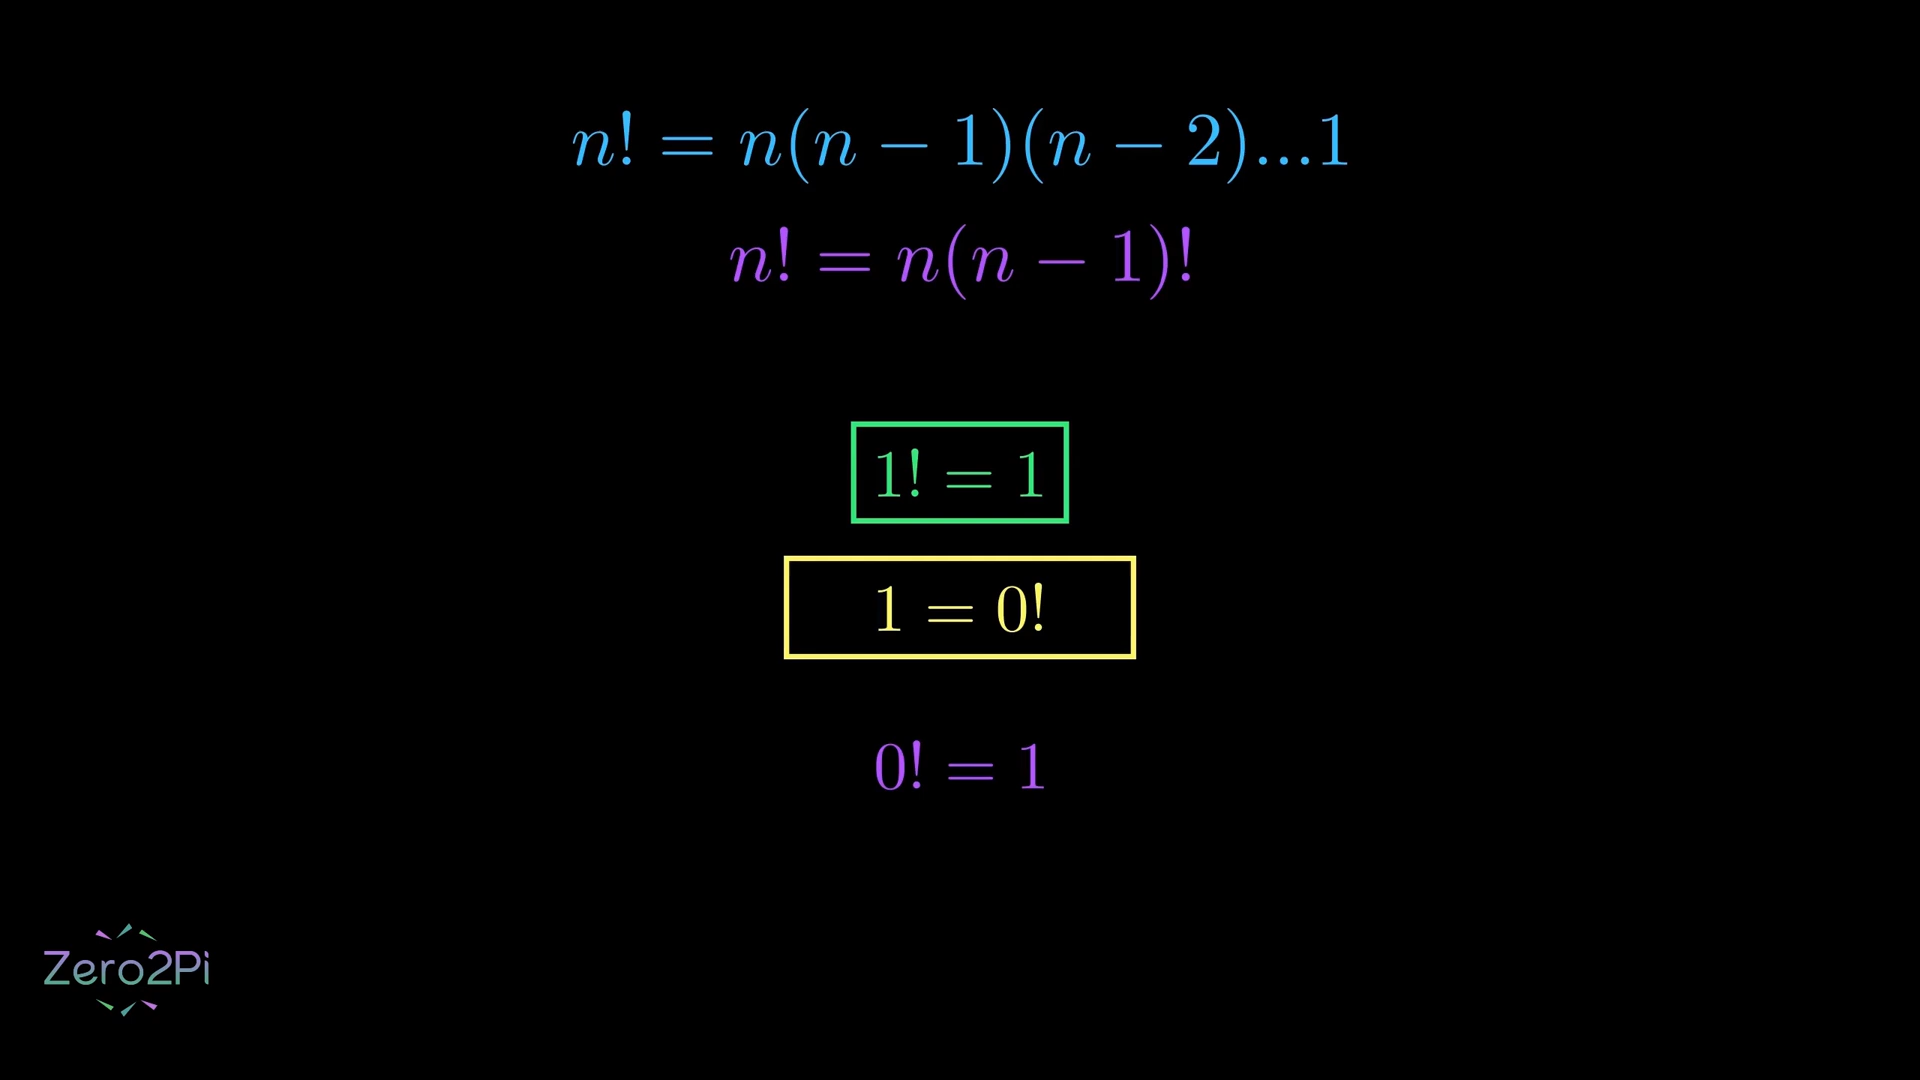 n! = n(n − 1)(n − 2)...1
n! = n(n − 1)!
1! = 1
1 = 0!
0! = 1
Zero2Pi